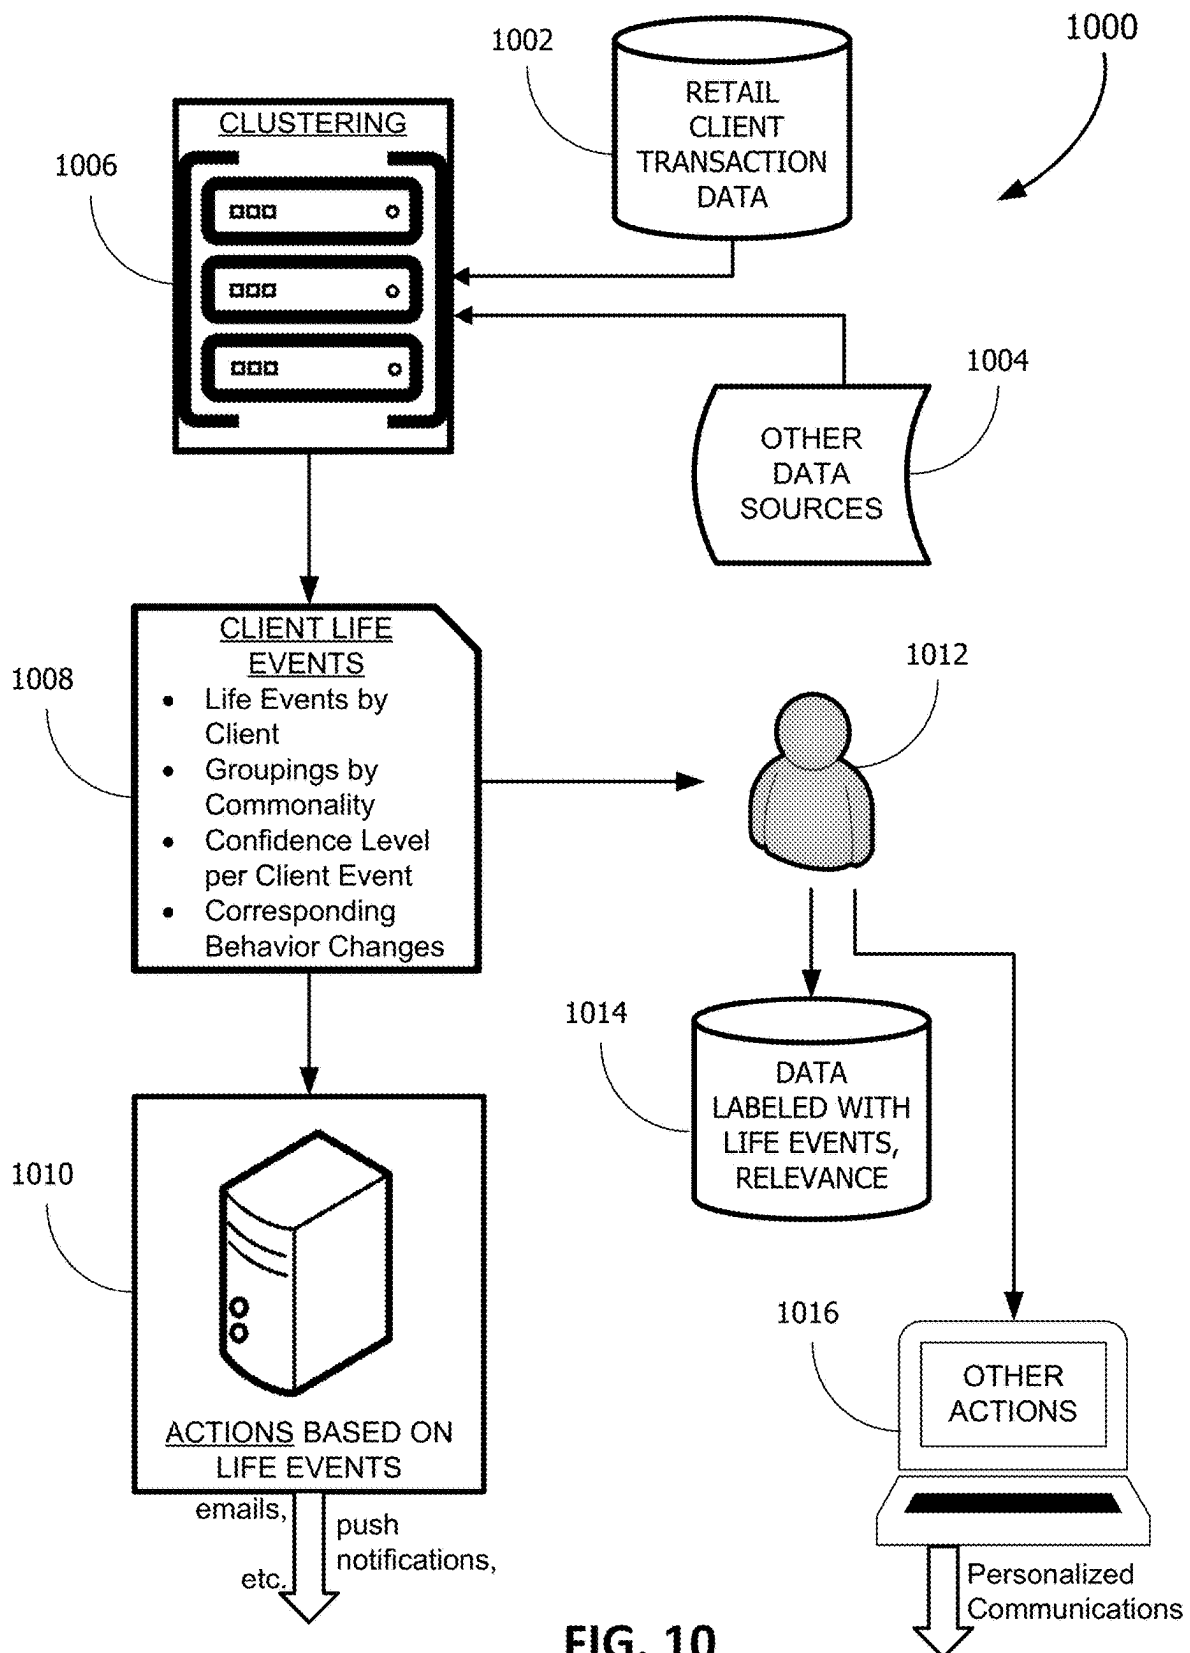 1002
1000
RETAIL
CLIENT
TRANSACTION
DATA
CLUSTERING
1006
1004
OTHER
DATA
SOURCES
1008
CLIENT LIFE
EVENTS
• Life Events by
Client
• Groupings by
Commonality
• Confidence Level
per Client Event
• Corresponding
Behavior Changes
1012
1014
DATA
LABELED WITH
LIFE EVENTS,
RELEVANCE
1010
ACTIONS BASED ON
LIFE EVENTS
emails,
push
notifications,
etc.
1016
OTHER
ACTIONS
Personalized
Communications
FIG. 10